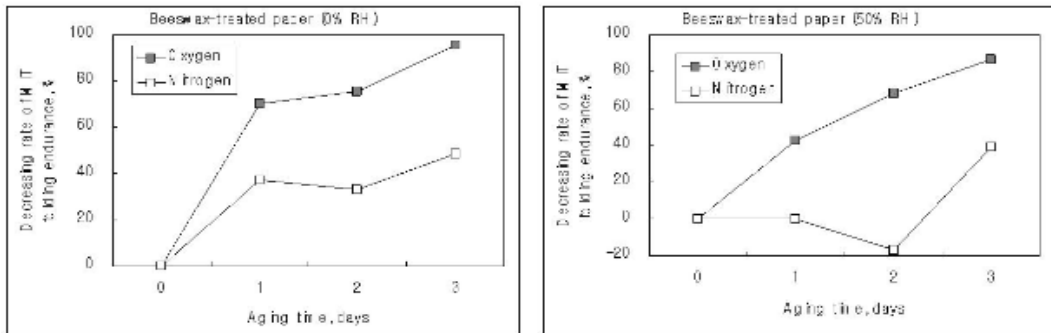 Beeswax-treated paper (0% RH)
Decreasing rate of MIT
folding endurance, %
100
80
60
40
20
0
Oxygen
Nitrogen
0 1 2 3
Aging time, days
Beeswax-treated paper (50% RH)
Decreasing rate of MIT
folding endurance, %
100
80
60
40
20
0
-20
Oxygen
Nitrogen
0 1 2 3
Aging time, days